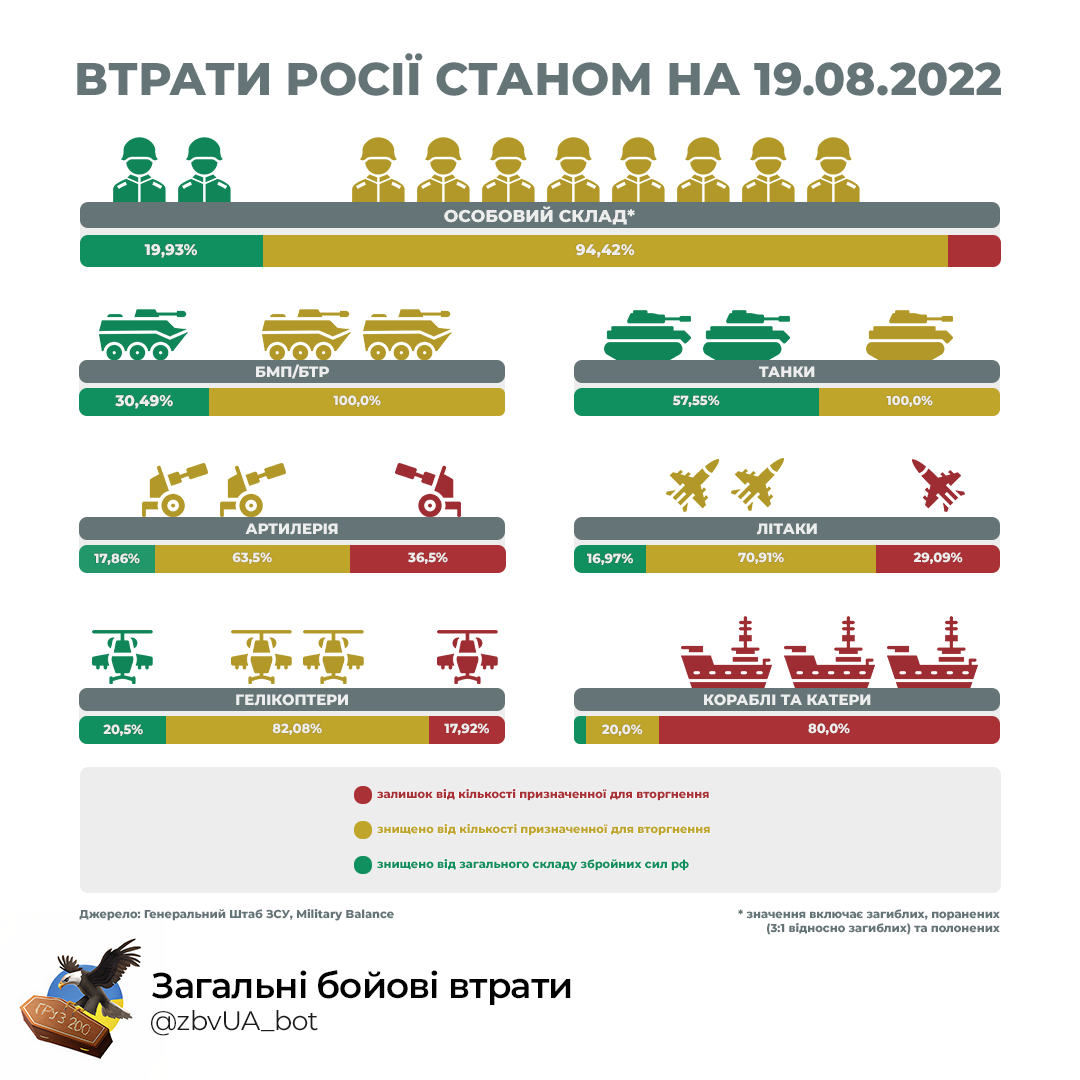 ВТРАТИ РОСІЇ СТАНОМ НА 19.08.2022
ОСОБОВИЙ СКЛАД*
19,93% 94,42%
БМП/БТР
30,49% 100,0%
ТАНКИ
57,55% 100,0%
АРТИЛЕРІЯ
17,86% 63,5% 36,5%
ЛІТАКИ
16,97% 70,91% 29,09%
ГЕЛІКОПТЕРИ
20,5% 82,08% 17,92%
КОРАБЛІ ТА КАТЕРИ
20,0% 80,0%
залишок від кількості призначенної для вторгнення
знищено від кількості призначенної для вторгнення
знищено від загального складу збройних сил рф
Джерело: Генеральний Штаб ЗСУ, Military Balance
* значення включає загиблих, поранених
(3:1 відносно загиблих) та полонених
ГРУЗ 200
Загальні бойові втрати
@zbvUA_bot